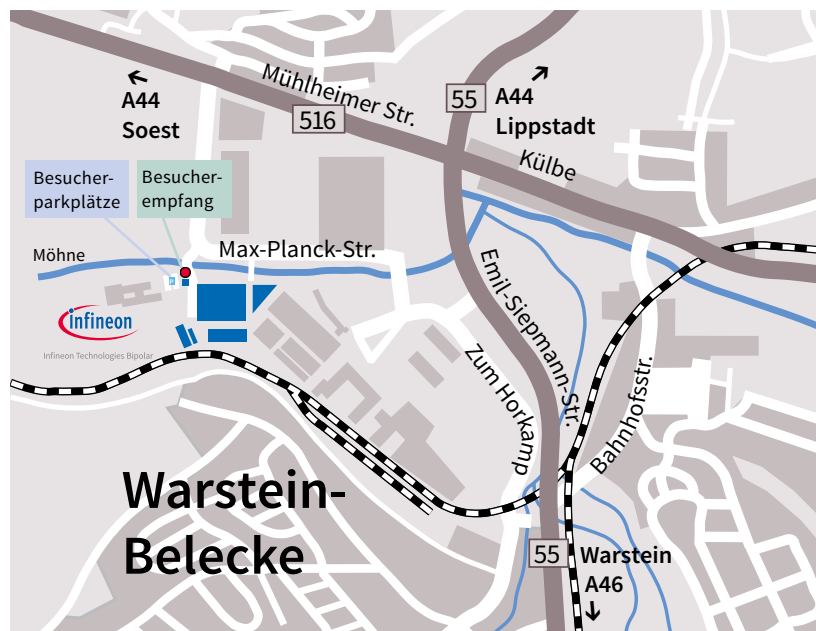 A44
Soest
Mühlheimer Str.
516
55
A44
Lippstadt
Külbe
Besucher-
parkplätze
Besucher-
empfang
Möhne
Max-Planck-Str.
P
infineon
Infineon Technologies Bipolar
Emil-Siepmann-Str.
Zum Horkamp
Bahnhofsstr.
Warstein-
Belecke
55
Warstein
A46